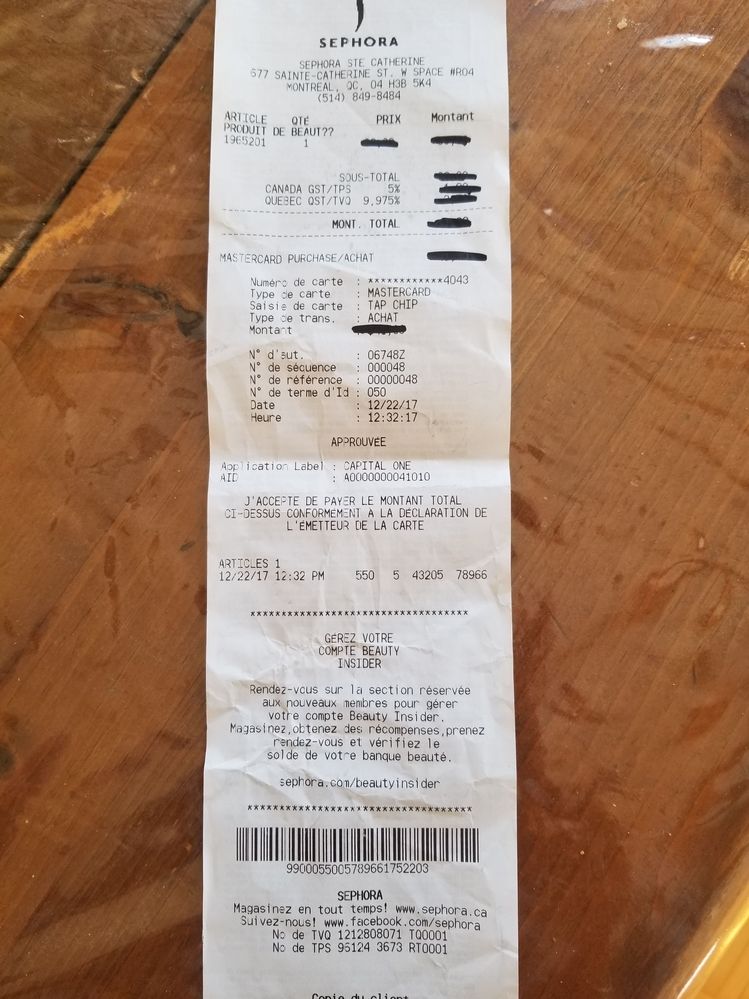 SEPHORA
SEPHORA STE CATHERINE
677 SAINTE-CATHERINE ST. W SPACE #R04
MONTREAL, QC, 04 H3B 5K4
(514) 849-8484
ARTICLE QTÉ PRIX Montant
PRODUIT DE BEAUT??
1965201 1
SOUS-TOTAL
CANADA GST/TPS 5%
QUEBEC QST/TVQ 9,975%
MONT. TOTAL
MASTERCARD PURCHASE/ACHAT
Numéro de carte : ************4043
Type de carte : MASTERCARD
Saisie de carte : TAP CHIP
Type de trans. : ACHAT
Montant
N° d'aut. : 06748Z
N° de séquence : 000048
N° de référence : 00000048
N° de terme d'Id : 050
Date : 12/22/17
Heure : 12:32:17
APPROUVÉE
Application Label : CAPITAL ONE
AID : A0000000041010
J'ACCEPTE DE PAYER LE MONTANT TOTAL
CI-DESSUS CONFORMÉMENT A LA DÉCLARATION DE
L'ÉMETTEUR DE LA CARTE
ARTICLES 1
12/22/17 12:32 PM 550 5 43205 78966
***********************************
GÉREZ VOTRE
COMPTE BEAUTY
INSIDER
Rendez-vous sur la section réservée
aux nouveaux membres pour gérer
votre compte Beauty Insider.
Magasinez,obtenez des récompenses,prenez
rendez-vous et vérifiez le
solde de votre banque beauté.
sephora.com/beautyinsider
************************************
9900055005789661752203
SEPHORA
Magasinez en tout temps! www.sephora.ca
Suivez-nous! www.facebook.com/sephora
No de TVQ 1212808071 TQ0001
No de TPS 95124 3673 RT0001
Copie du client